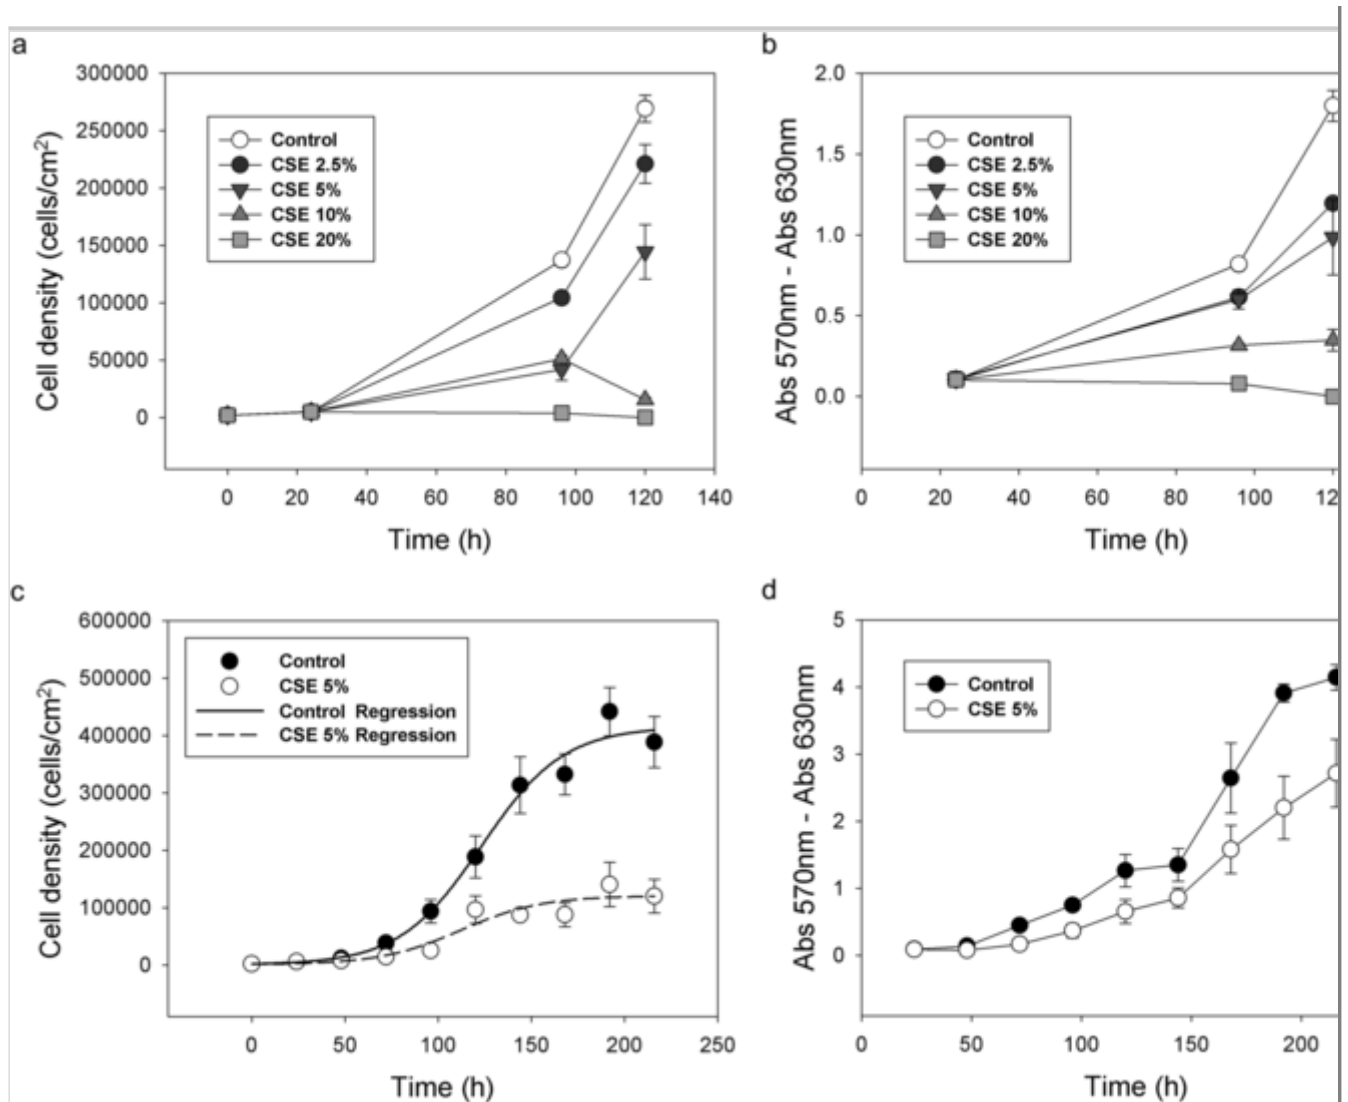 a
300000
250000
200000
150000
100000
50000
0
Cell density (cells/cm²)
Control
CSE 2.5%
CSE 5%
CSE 10%
CSE 20%
0 20 40 60 80 100 120 140
Time (h)
b
2.0
1.5
1.0
0.5
0.0
Abs 570nm - Abs 630nm
Control
CSE 2.5%
CSE 5%
CSE 10%
CSE 20%
0 20 40 60 80 100 12
Time (h)
c
600000
500000
400000
300000
200000
100000
0
Cell density (cells/cm²)
Control
CSE 5%
Control Regression
CSE 5% Regression
0 50 100 150 200 250
Time (h)
d
5
4
3
2
1
0
Abs 570nm - Abs 630nm
Control
CSE 5%
0 50 100 150 200
Time (h)